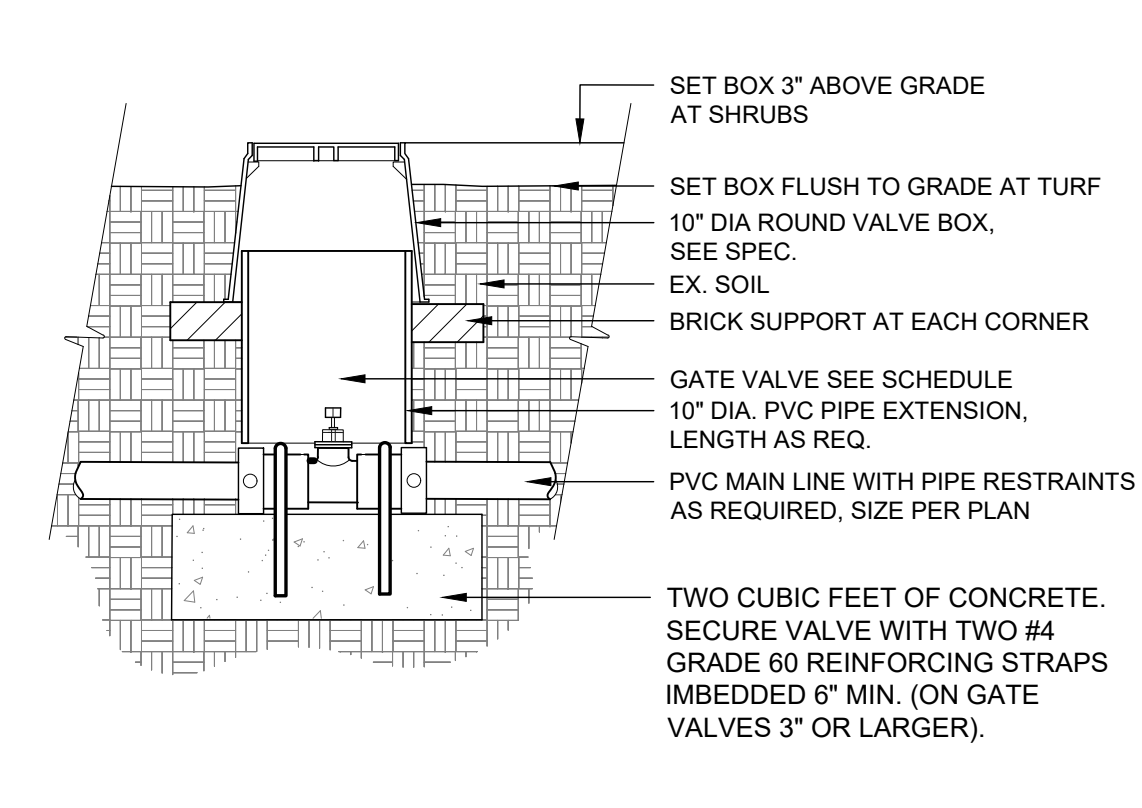 SET BOX 3" ABOVE GRADE
AT SHRUBS
SET BOX FLUSH TO GRADE AT TURF
10" DIA ROUND VALVE BOX,
SEE SPEC.
EX. SOIL
BRICK SUPPORT AT EACH CORNER
GATE VALVE SEE SCHEDULE
10" DIA. PVC PIPE EXTENSION,
LENGTH AS REQ.
PVC MAIN LINE WITH PIPE RESTRAINTS
AS REQUIRED, SIZE PER PLAN
TWO CUBIC FEET OF CONCRETE.
SECURE VALVE WITH TWO #4
GRADE 60 REINFORCING STRAPS
IMBEDDED 6" MIN. (ON GATE
VALVES 3" OR LARGER).